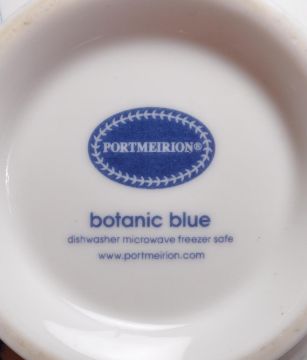 PORTMEIRION®
botanic blue
dishwasher microwave freezer safe
www.portmeirion.com